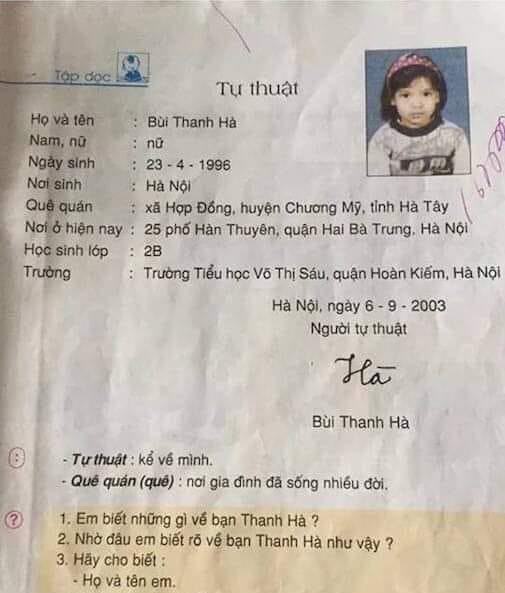 Tập đọc
Tự thuật
Họ và tên : Bùi Thanh Hà
Nam, nữ : nữ
Ngày sinh : 23 - 4 - 1996
Nơi sinh : Hà Nội
Quê quán : xã Hợp Đồng, huyện Chương Mỹ, tỉnh Hà Tây
Nơi ở hiện nay : 25 phố Hàn Thuyên, quận Hai Bà Trưng, Hà Nội
Học sinh lớp : 2B
Trường : Trường Tiểu học Võ Thị Sáu, quận Hoàn Kiếm, Hà Nội
Hà Nội, ngày 6 - 9 - 2003
Người tự thuật
Hà
Bùi Thanh Hà
- Tự thuật : kể về mình.
- Quê quán (quê) : nơi gia đình đã sống nhiều đời.
? 1. Em biết những gì về bạn Thanh Hà ?
2. Nhờ đâu em biết rõ về bạn Thanh Hà như vậy ?
3. Hãy cho biết :
- Họ và tên em.